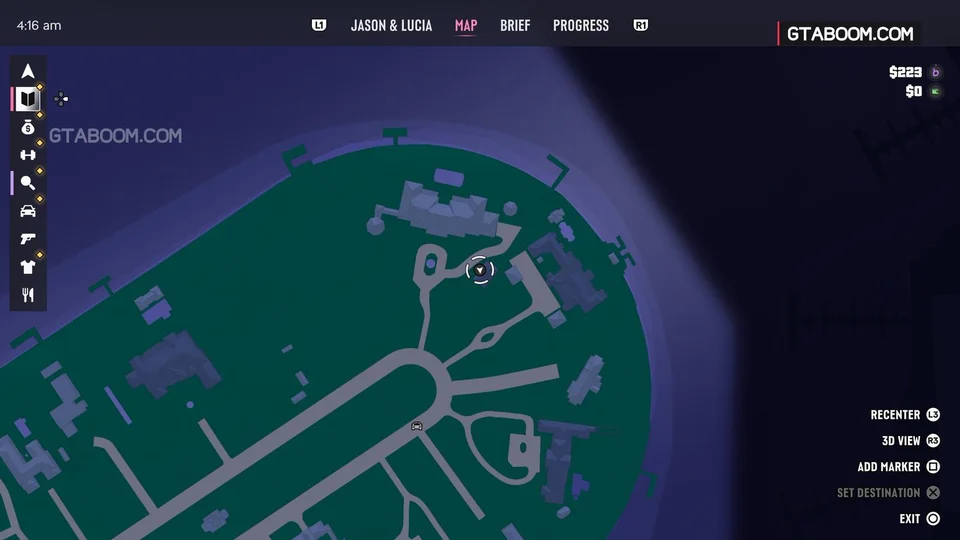 4:16 am
L1
JASON & LUCIA
MAP
BRIEF
PROGRESS
R1
GTABOOM.COM
$223
$0
GTABOOM.COM
RECENTER L3
3D VIEW R3
ADD MARKER
SET DESTINATION
EXIT